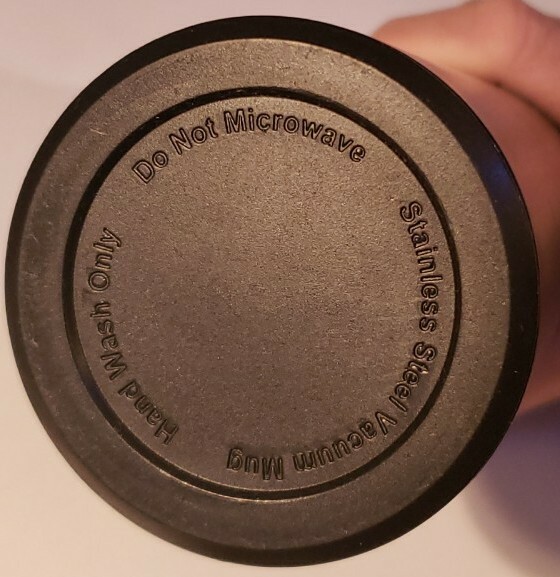 Do Not Microwave
Stainless Steel Vacuum Mug
Hand Wash Only